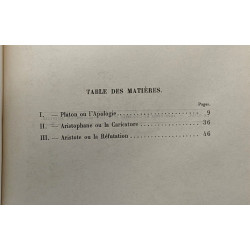 TABLE DES MATIÈRES.
Pages
I. — Platon ou l'Apologie . . . . . . . . . . . . 9
II. — Aristophane ou la Caricature . . . . . . . . . . . . 36
III. — Aristote ou la Réfutation . . . . . . . . . . . . 46